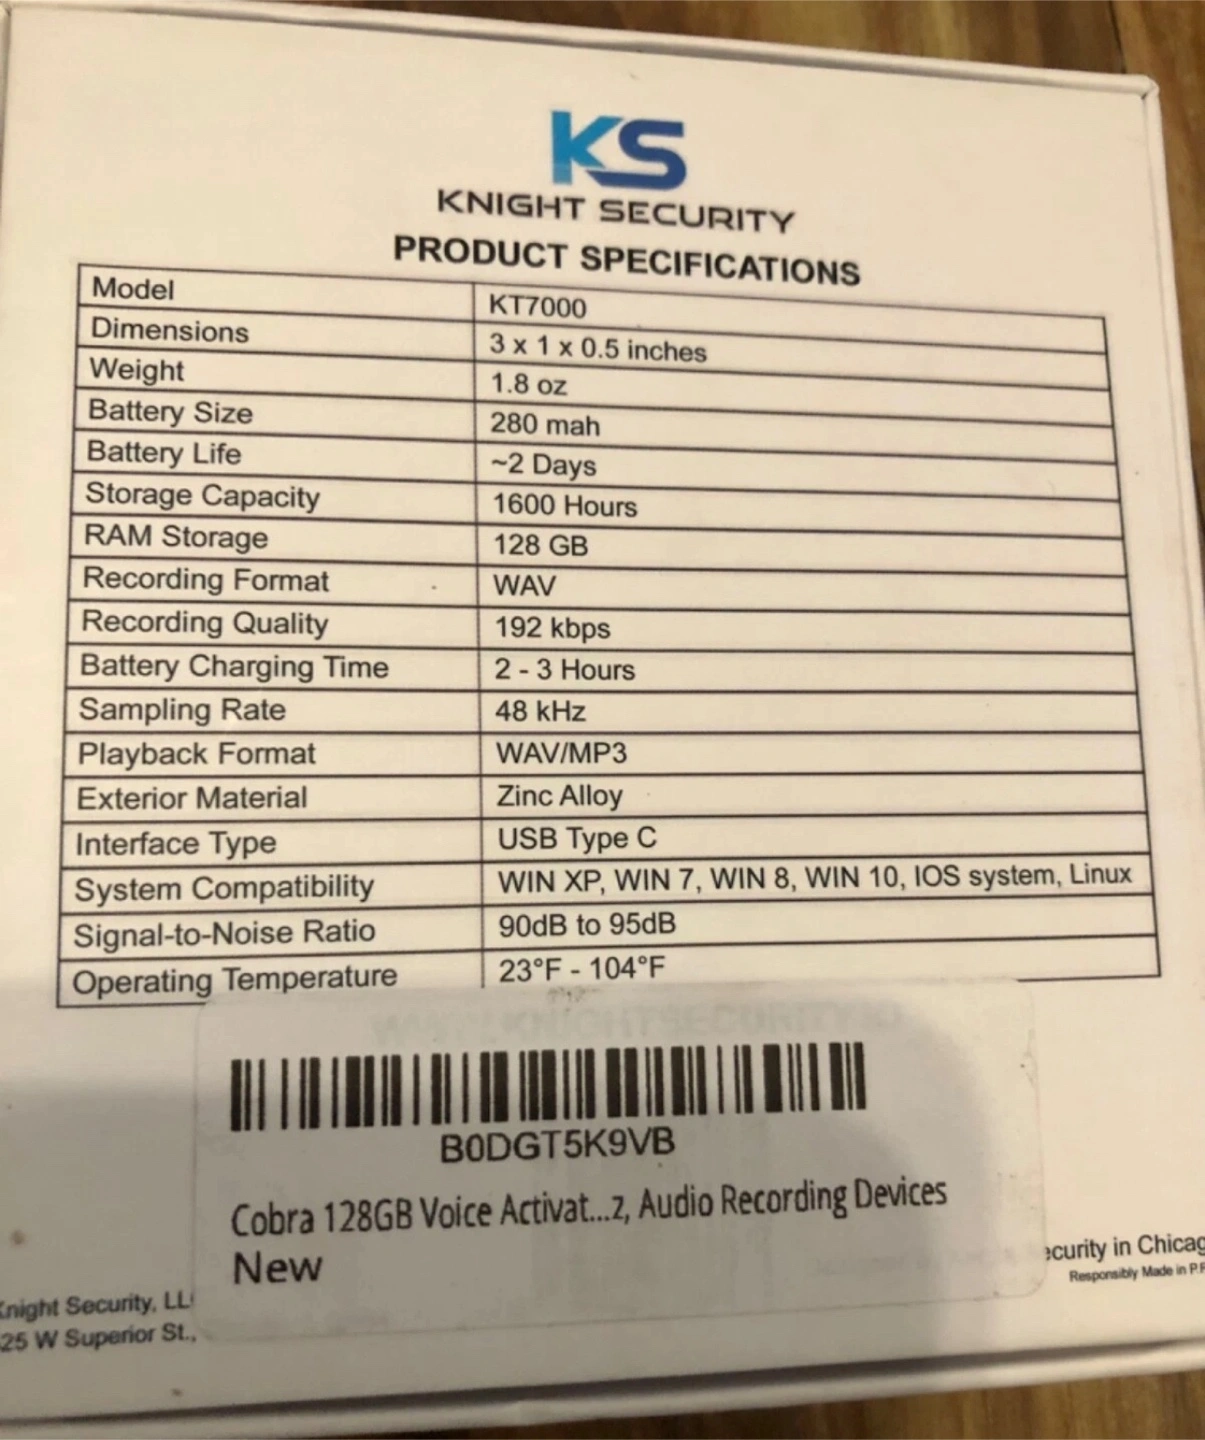 KS
KNIGHT SECURITY
PRODUCT SPECIFICATIONS
Model KT7000
Dimensions 3 x 1 x 0.5 inches
Weight 1.8 oz
Battery Size 280 mah
Battery Life ~2 Days
Storage Capacity 1600 Hours
RAM Storage 128 GB
Recording Format WAV
Recording Quality 192 kbps
Battery Charging Time 2 - 3 Hours
Sampling Rate 48 kHz
Playback Format WAV/MP3
Exterior Material Zinc Alloy
Interface Type USB Type C
System Compatibility WIN XP, WIN 7, WIN 8, WIN 10, IOS system, Linux
Signal-to-Noise Ratio 90dB to 95dB
Operating Temperature 23°F - 104°F
B0DGT5K9VB
Cobra 128GB Voice Activat...z, Audio Recording Devices
New
ecurity in Chicag
Responsibly Made in P.R
Knight Security, LL
25 W Superior St.,